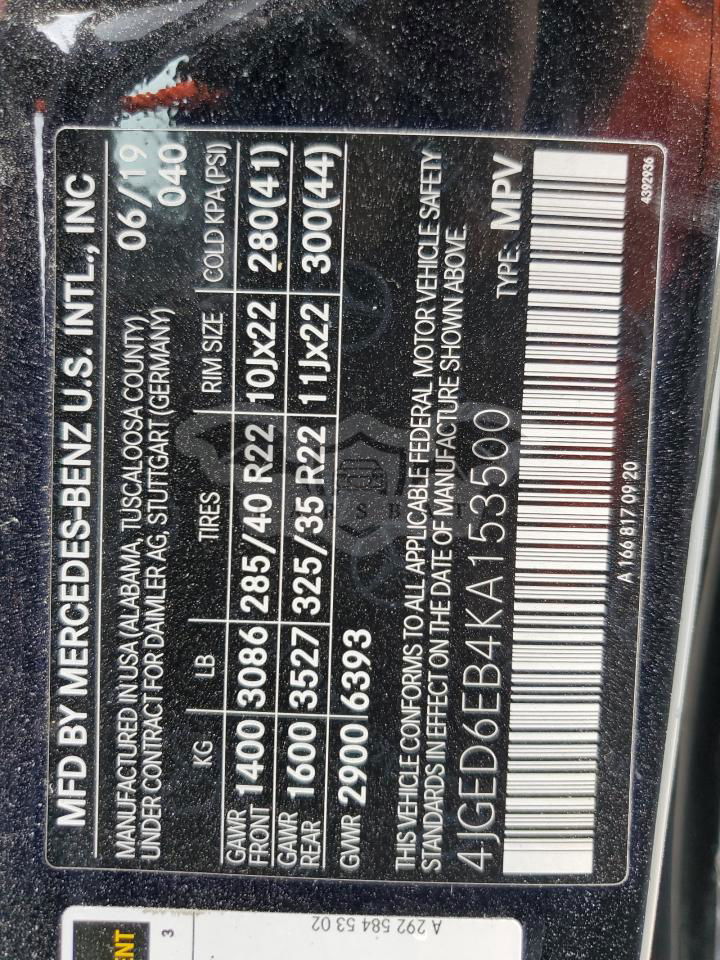 MFD BY MERCEDES-BENZ U.S. INTL., INC
MANUFACTURED IN USA (ALABAMA, TUSCALOOSA COUNTY) 06/19
UNDER CONTRACT FOR DAIMLER AG, STUTTGART (GERMANY) 040
KG LB TIRES RIM SIZE COLD KPA (PSI)
GAWR FRONT 1400 3086 285/40 R22 10Jx22 280(41)
GAWR REAR 1600 3527 325/35 R22 11Jx22 300(44)
GVWR 2900 6393
THIS VEHICLE CONFORMS TO ALL APPLICABLE FEDERAL MOTOR VEHICLE SAFETY
STANDARDS IN EFFECT ON THE DATE OF MANUFACTURE SHOWN ABOVE.
4JGED6EB4KA153500 TYPE: MPV
A 166 817 09 20 4392936
A 292 584 53 02
3